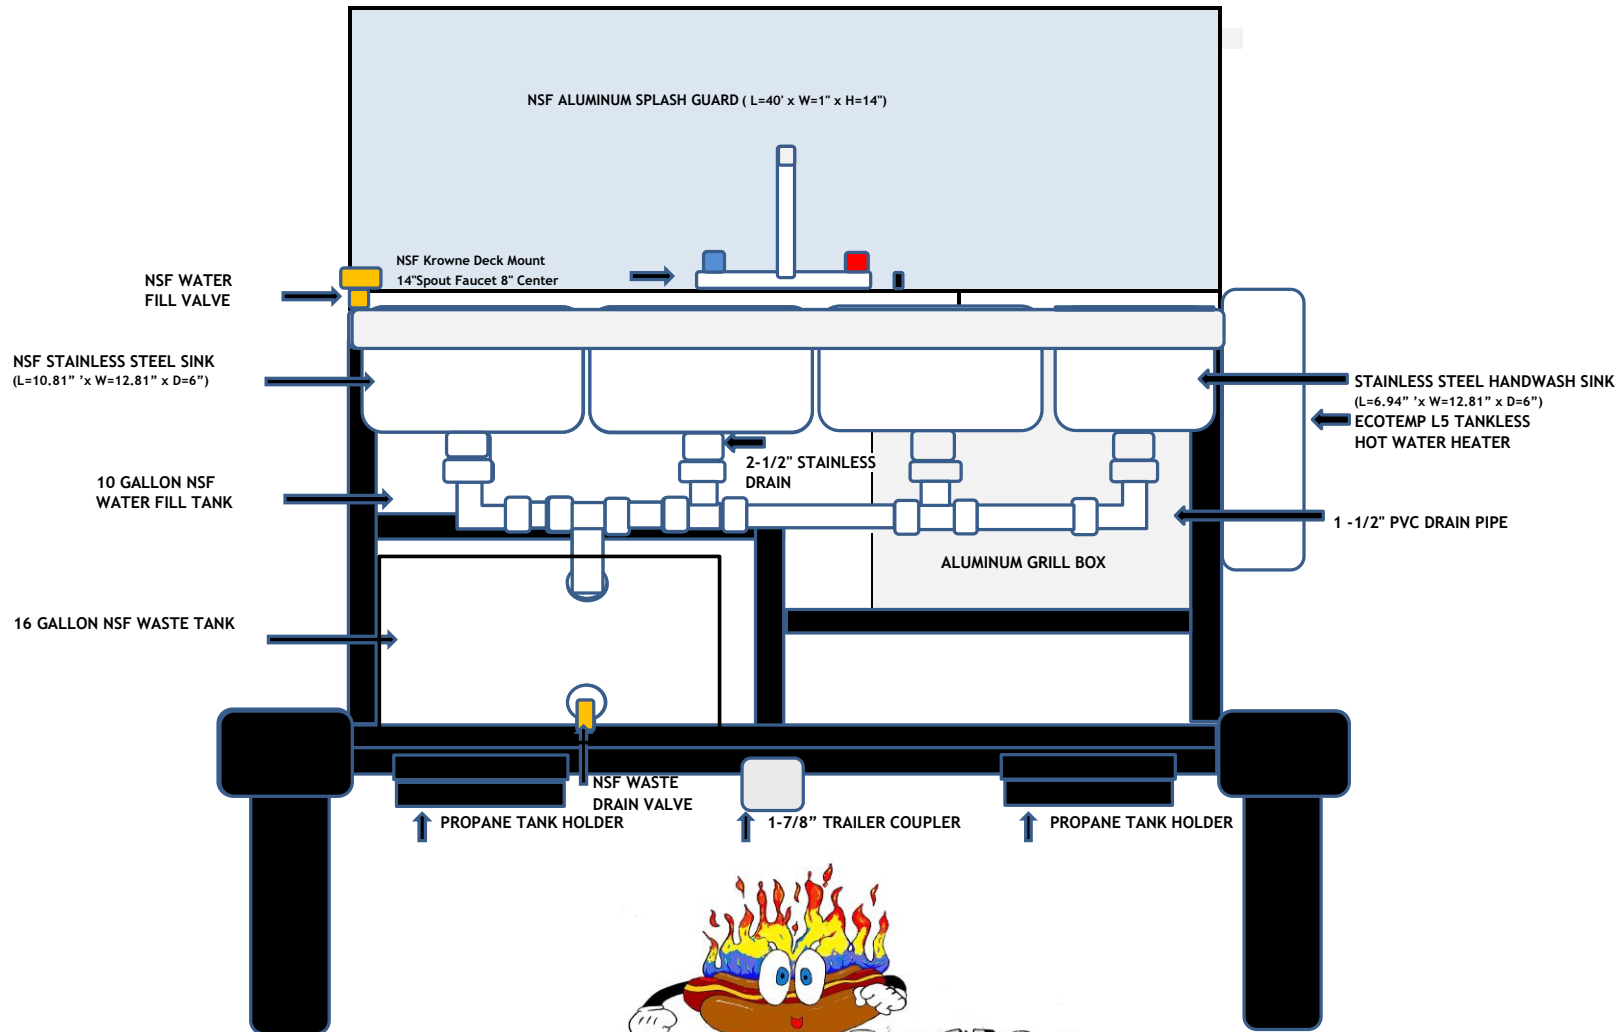 NSF ALUMINUM SPLASH GUARD ( L=40' x W=1" x H=14")
NSF Krowne Deck Mount
14"Spout Faucet 8" Center
NSF WATER
FILL VALVE
NSF STAINLESS STEEL SINK
(L=10.81” ’x W=12.81” x D=6”)
STAINLESS STEEL HANDWASH SINK
(L=6.94” ’x W=12.81” x D=6”)
ECOTEMP L5 TANKLESS
HOT WATER HEATER
2-1/2" STAINLESS
DRAIN
10 GALLON NSF
WATER FILL TANK
1 -1/2" PVC DRAIN PIPE
ALUMINUM GRILL BOX
16 GALLON NSF WASTE TANK
NSF WASTE
DRAIN VALVE
PROPANE TANK HOLDER
1-7/8” TRAILER COUPLER
PROPANE TANK HOLDER